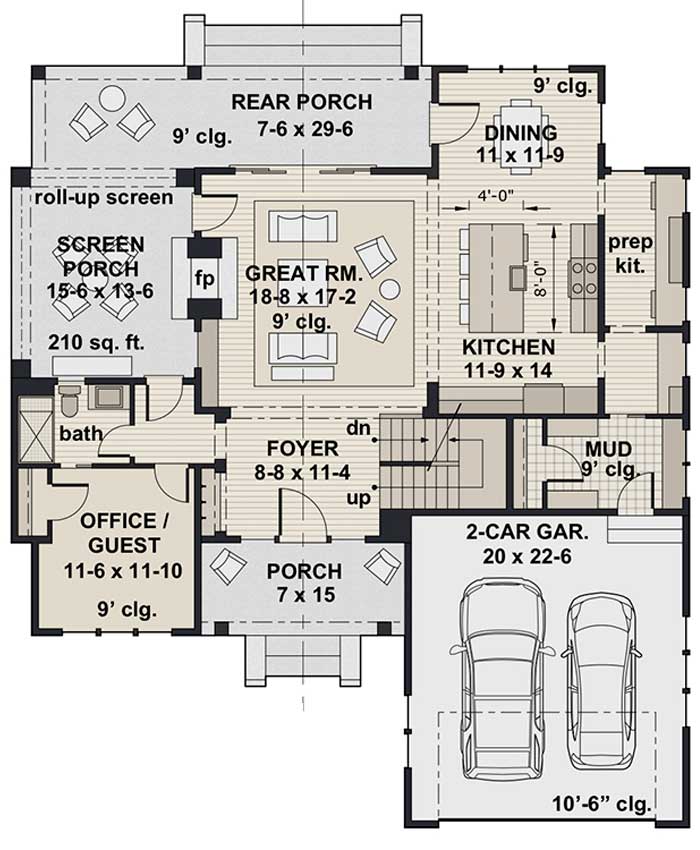 9’ clg.
REAR PORCH
7-6 x 29-6
9’ clg.
DINING
11 x 11-9
roll-up screen
4'-0"
SCREEN
PORCH
15-6 x 13-6
210 sq. ft.
fp
GREAT RM.
18-8 x 17-2
9’ clg.
8'-0"
prep
kit.
KITCHEN
11-9 x 14
bath
dn
FOYER
8-8 x 11-4
up
MUD
9’ clg.
OFFICE /
GUEST
11-6 x 11-10
9’ clg.
PORCH
7 x 15
2-CAR GAR.
20 x 22-6
10’-6” clg.